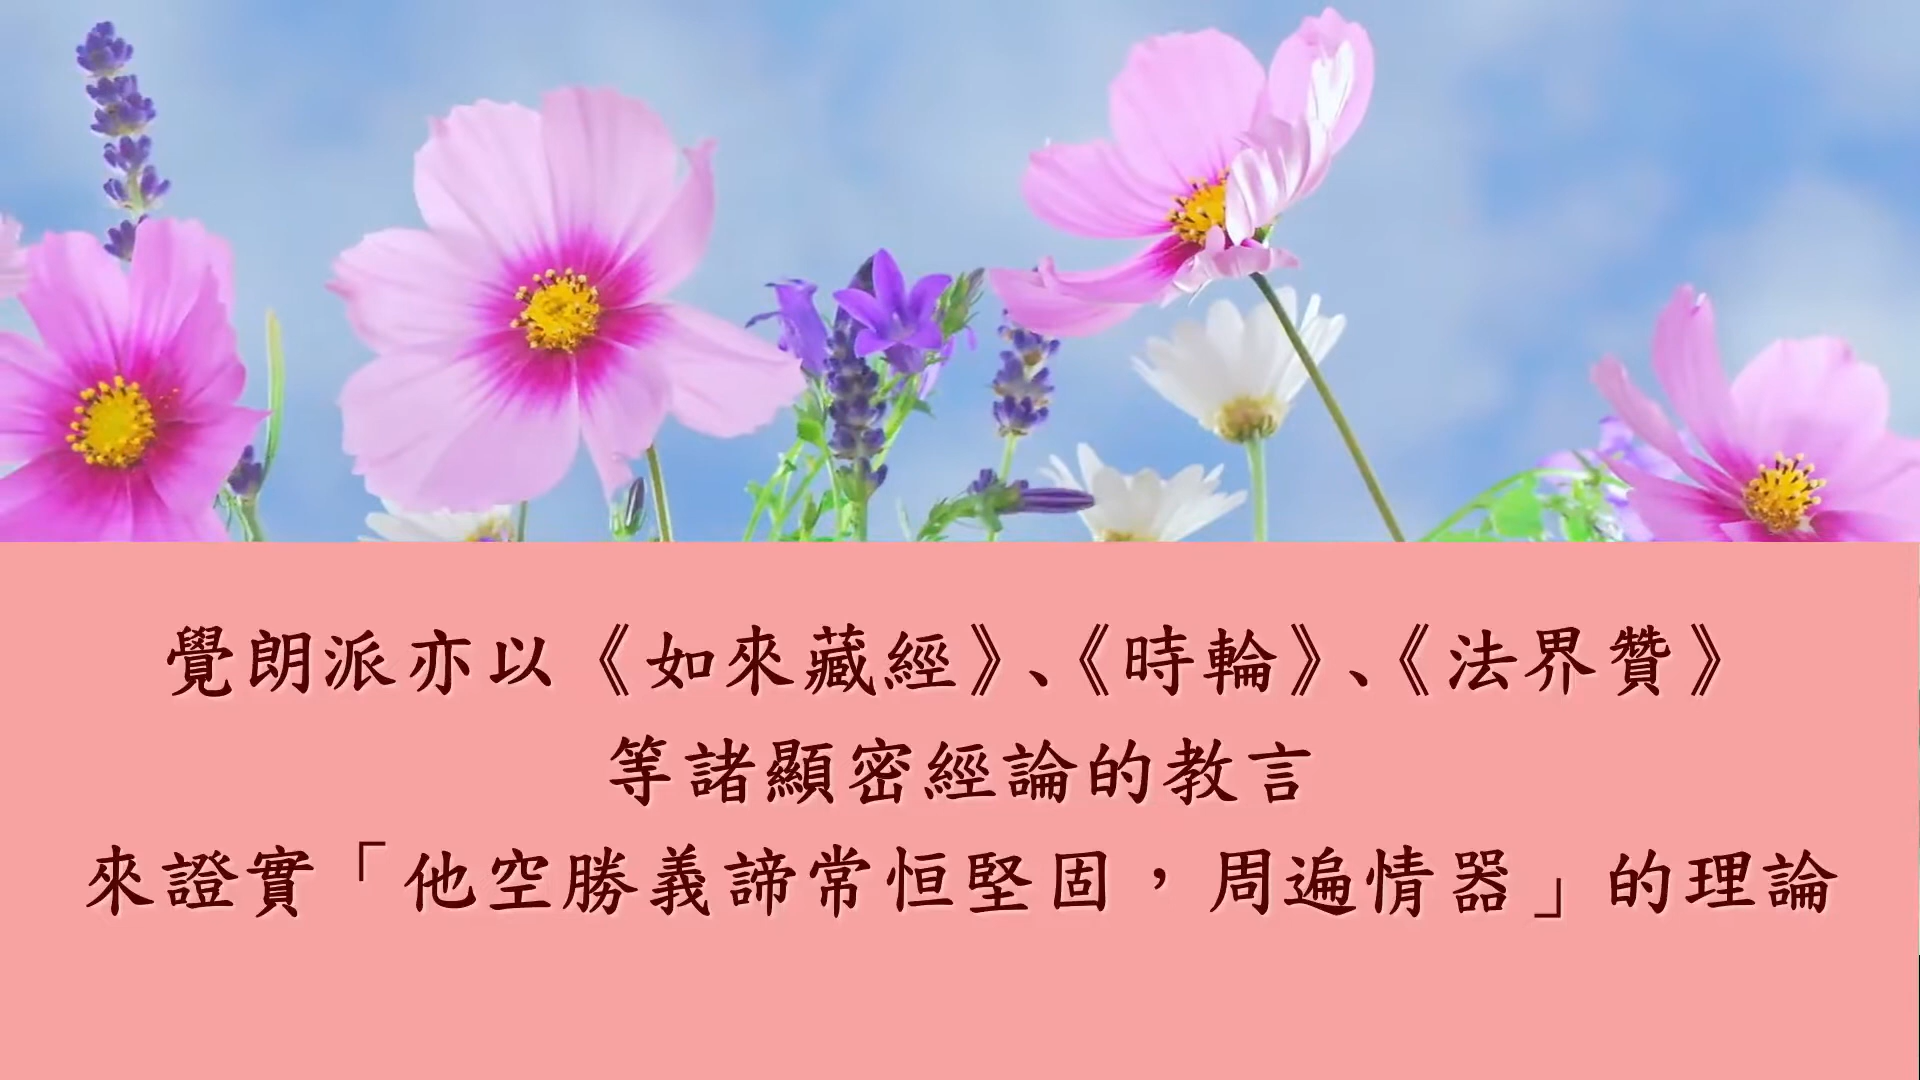 覺朗派亦以《如來藏經》、《時輪》、《法界贊》
等諸顯密經論的教言
來證實「他空勝義諦常恒堅固，周遍情器」的理論